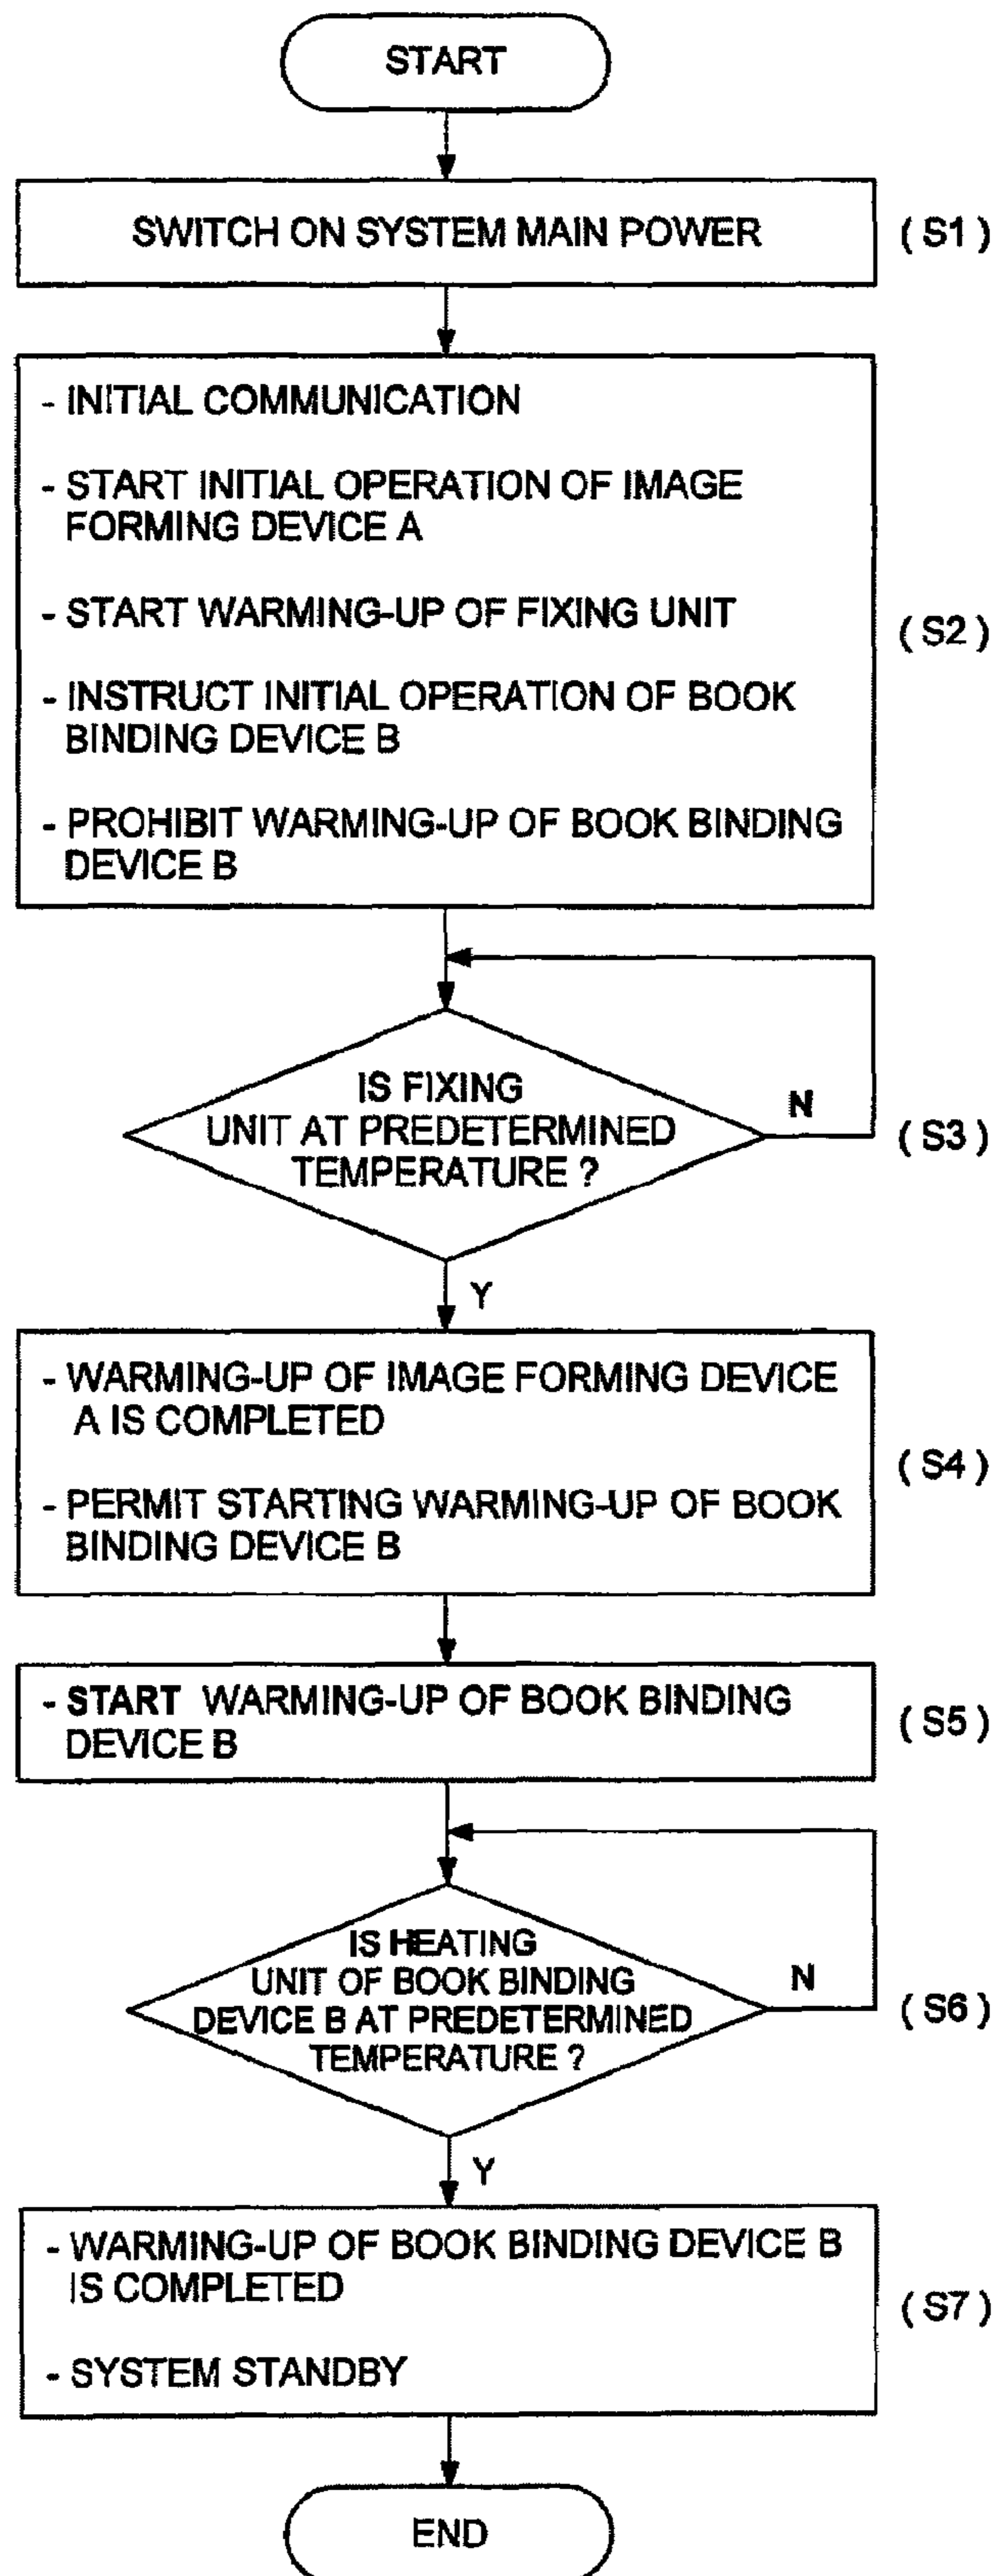 START
SWITCH ON SYSTEM MAIN POWER
( S1 )
- INITIAL COMMUNICATION
- START INITIAL OPERATION OF IMAGE
FORMING DEVICE A
- START WARMING-UP OF FIXING UNIT
- INSTRUCT INITIAL OPERATION OF BOOK
BINDING DEVICE B
- PROHIBIT WARMING-UP OF BOOK BINDING
DEVICE B
( S2 )
IS FIXING
UNIT AT PREDETERMINED
TEMPERATURE ?
N
( S3 )
Y
- WARMING-UP OF IMAGE FORMING DEVICE
A IS COMPLETED
- PERMIT STARTING WARMING-UP OF BOOK
BINDING DEVICE B
( S4 )
- START WARMING-UP OF BOOK BINDING
DEVICE B
( S5 )
IS HEATING
UNIT OF BOOK BINDING
DEVICE B AT PREDETERMINED
TEMPERATURE ?
N
( S6 )
Y
- WARMING-UP OF BOOK BINDING DEVICE B
IS COMPLETED
- SYSTEM STANDBY
( S7 )
END